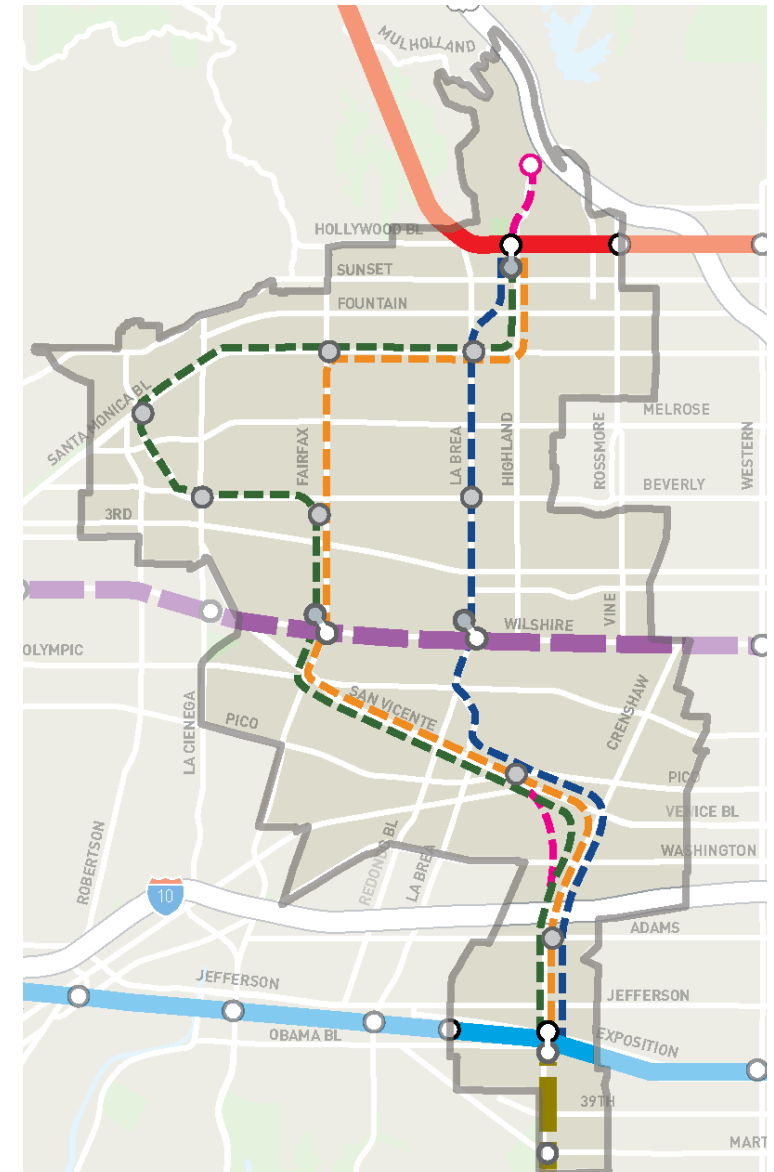 MULHOLLAND
HOLLYWOOD BL
SUNSET
FOUNTAIN
SANTA MONICA BL
MELROSE
FAIRFAX
LA BREA
HIGHLAND
ROSSMORE
WESTERN
BEVERLY
3RD
WILSHIRE
VINE
OLYMPIC
SAN VICENTE
CRENSHAW
PICO
LA CIENEGA
PICO
VENICE BL
WASHINGTON
ROBERTSON
REDONDO BL
LA BREA
10
ADAMS
JEFFERSON
JEFFERSON
OBAMA BL
EXPOSITION
39TH
MART